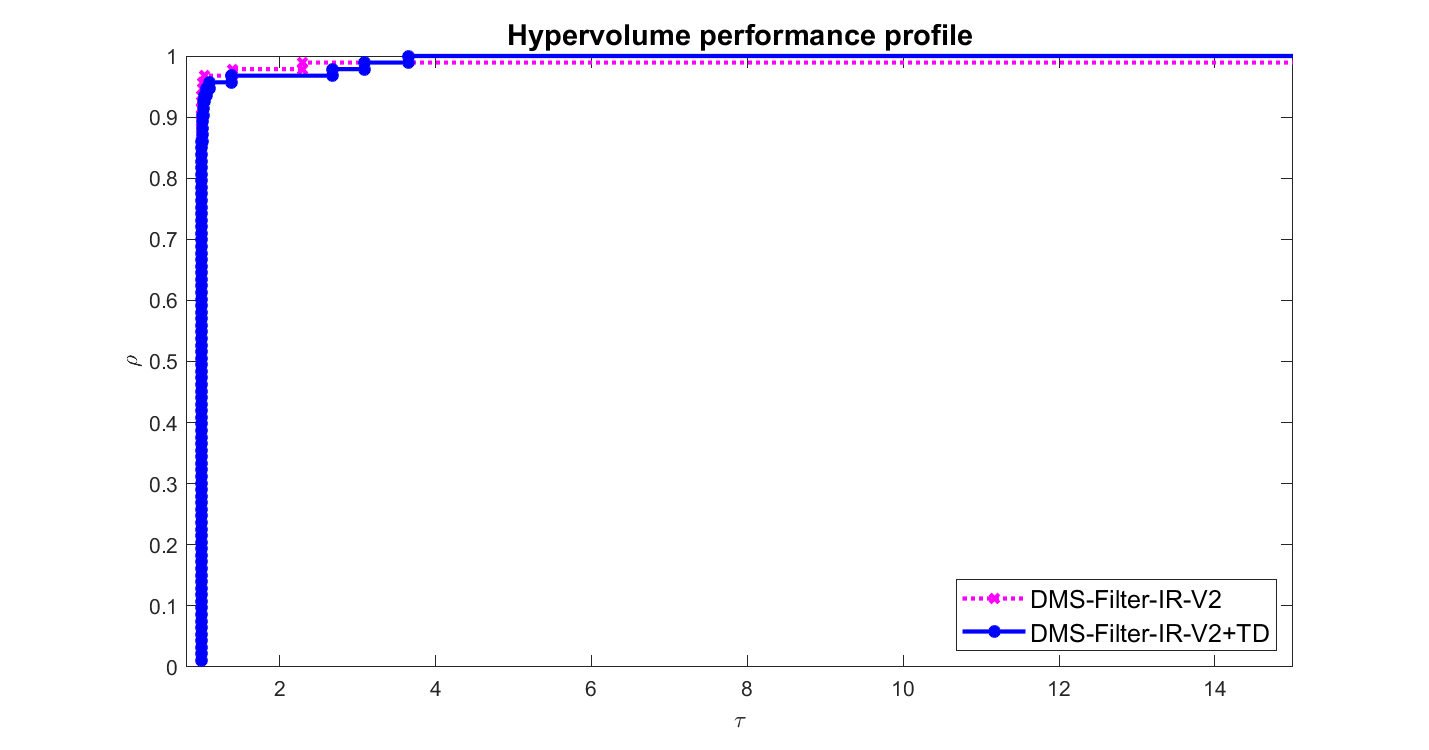 Hypervolume performance profile
1
0.9
0.8
0.7
0.6
0.5
0.4
0.3
0.2
0.1
0
ρ
2 4 6 8 10 12 14
τ
DMS-Filter-IR-V2
DMS-Filter-IR-V2+TD